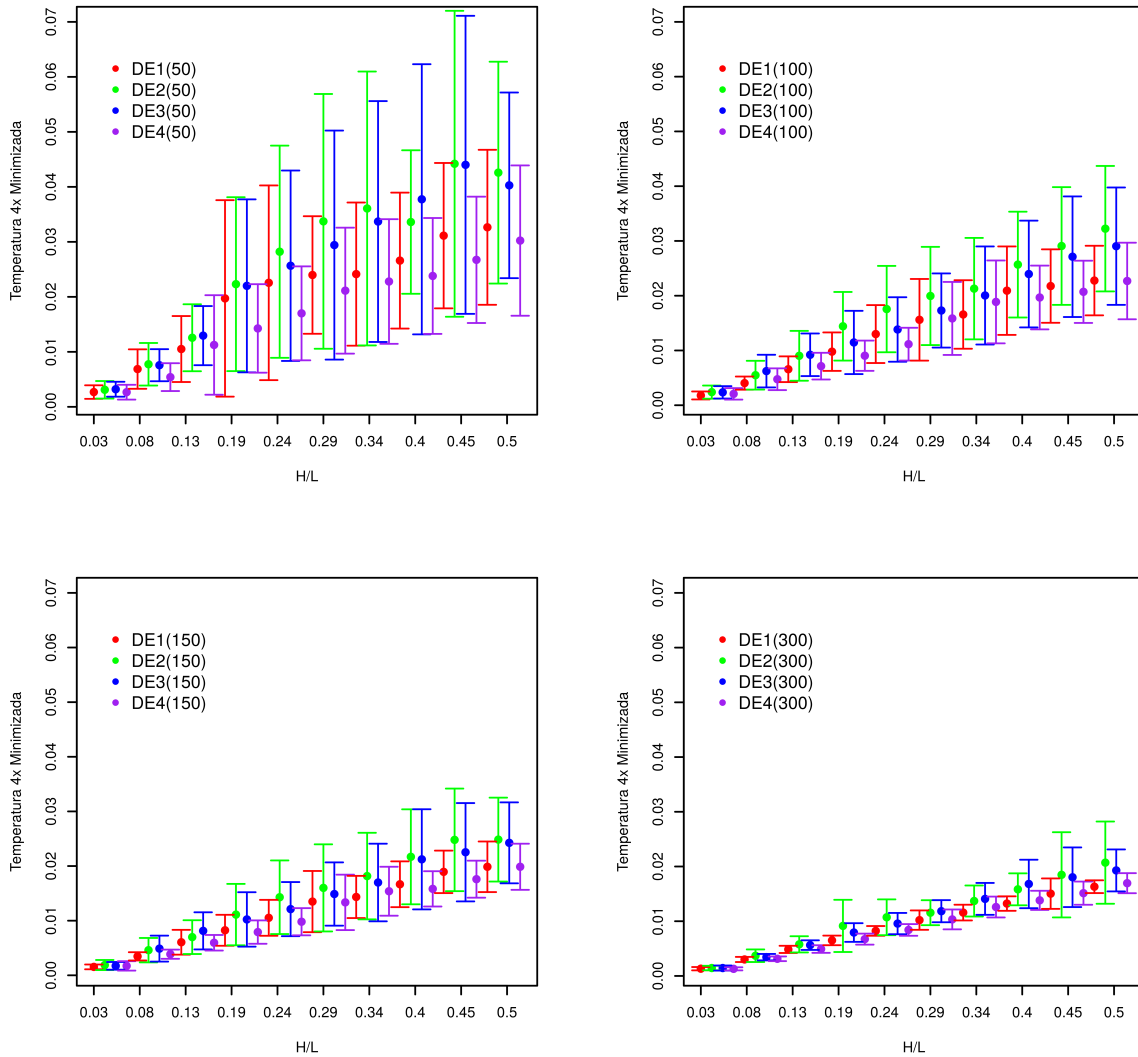 Temperatura 4x Minimizada
0.07
0.06
0.05
0.04
0.03
0.02
0.01
0.00
DE1(50)
DE2(50)
DE3(50)
DE4(50)
0.03 0.08 0.13 0.19 0.24 0.29 0.34 0.4 0.45 0.5
H/L
Temperatura 4x Minimizada
0.07
0.06
0.05
0.04
0.03
0.02
0.01
0.00
DE1(100)
DE2(100)
DE3(100)
DE4(100)
0.03 0.08 0.13 0.19 0.24 0.29 0.34 0.4 0.45 0.5
H/L
Temperatura 4x Minimizada
0.07
0.06
0.05
0.04
0.03
0.02
0.01
0.00
DE1(150)
DE2(150)
DE3(150)
DE4(150)
0.03 0.08 0.13 0.19 0.24 0.29 0.34 0.4 0.45 0.5
H/L
Temperatura 4x Minimizada
0.07
0.06
0.05
0.04
0.03
0.02
0.01
0.00
DE1(300)
DE2(300)
DE3(300)
DE4(300)
0.03 0.08 0.13 0.19 0.24 0.29 0.34 0.4 0.45 0.5
H/L